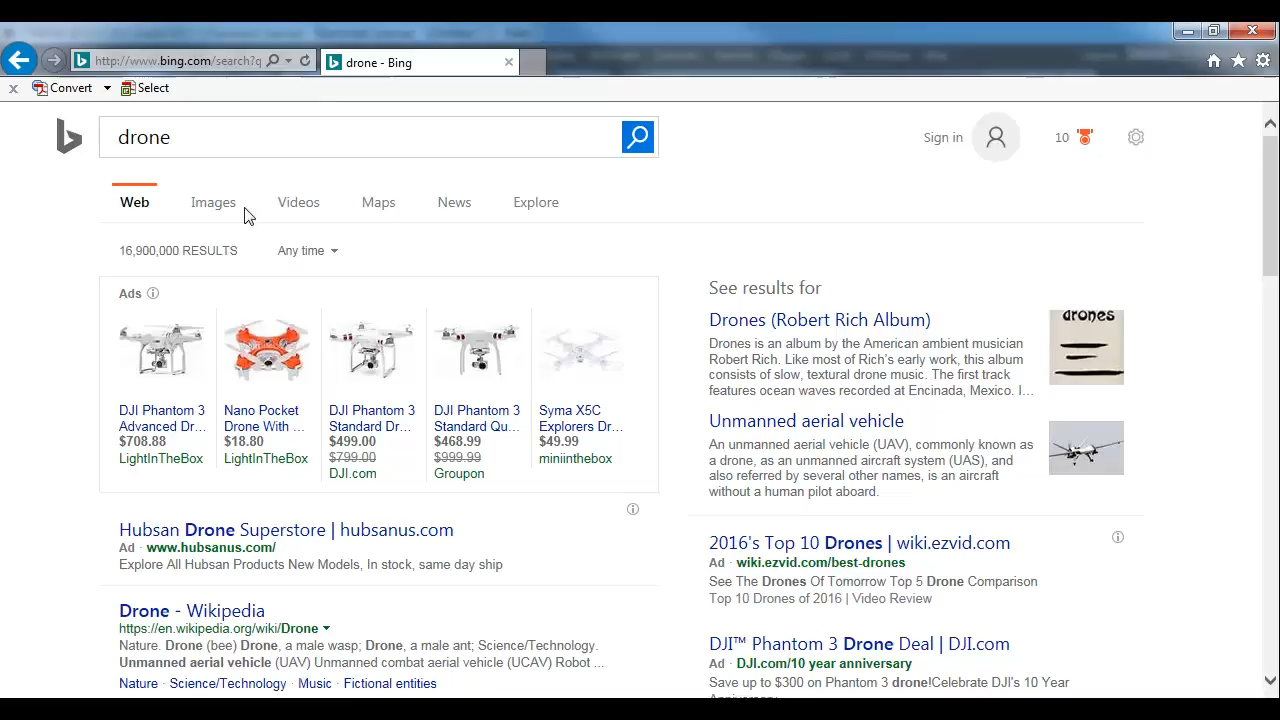 http://www.bing.com/search?q
drone - Bing
Convert
Select
drone
Sign in
10
Web
Images
Videos
Maps
News
Explore
16,900,000 RESULTS
Any time
Ads
DJI Phantom 3
Advanced Dr...
$708.88
LightInTheBox
Nano Pocket
Drone With ...
$18.80
LightInTheBox
DJI Phantom 3
Standard Dr...
$499.00
$799.00
DJI.com
DJI Phantom 3
Standard Qu...
$468.99
$999.99
Groupon
Syma X5C
Explorers Dr...
$49.99
miniinthebox
Hubsan Drone Superstore | hubsanus.com
Ad · www.hubsanus.com/
Explore All Hubsan Products New Models, In stock, same day ship
Drone - Wikipedia
https://en.wikipedia.org/wiki/Drone
Nature. Drone (bee) Drone, a male wasp; Drone, a male ant; Science/Technology.
Unmanned aerial vehicle (UAV) Unmanned combat aerial vehicle (UCAV) Robot ...
Nature · Science/Technology · Music · Fictional entities
See results for
Drones (Robert Rich Album)
Drones is an album by the American ambient musician
Robert Rich. Like most of Rich's early work, this album
consists of slow, textural drone music. The first track
features ocean waves recorded at Encinada, Mexico. I...
drones
Unmanned aerial vehicle
An unmanned aerial vehicle (UAV), commonly known as
a drone, as an unmanned aircraft system (UAS), and
also referred by several other names, is an aircraft
without a human pilot aboard.
2016's Top 10 Drones | wiki.ezvid.com
Ad · wiki.ezvid.com/best-drones
See The Drones Of Tomorrow Top 5 Drone Comparison
Top 10 Drones of 2016 | Video Review
DJI™ Phantom 3 Drone Deal | DJI.com
Ad · DJI.com/10 year anniversary
Save up to $300 on Phantom 3 drone!Celebrate DJI's 10 Year